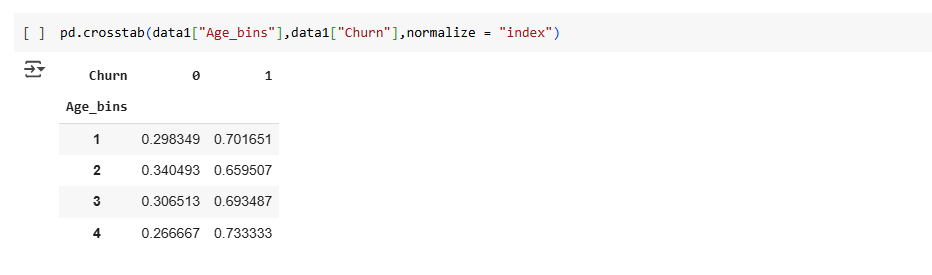 [ ] pd.crosstab(data1["Age_bins"],data1["Churn"],normalize = "index")
Churn 0 1
Age_bins
1 0.298349 0.701651
2 0.340493 0.659507
3 0.306513 0.693487
4 0.266667 0.733333